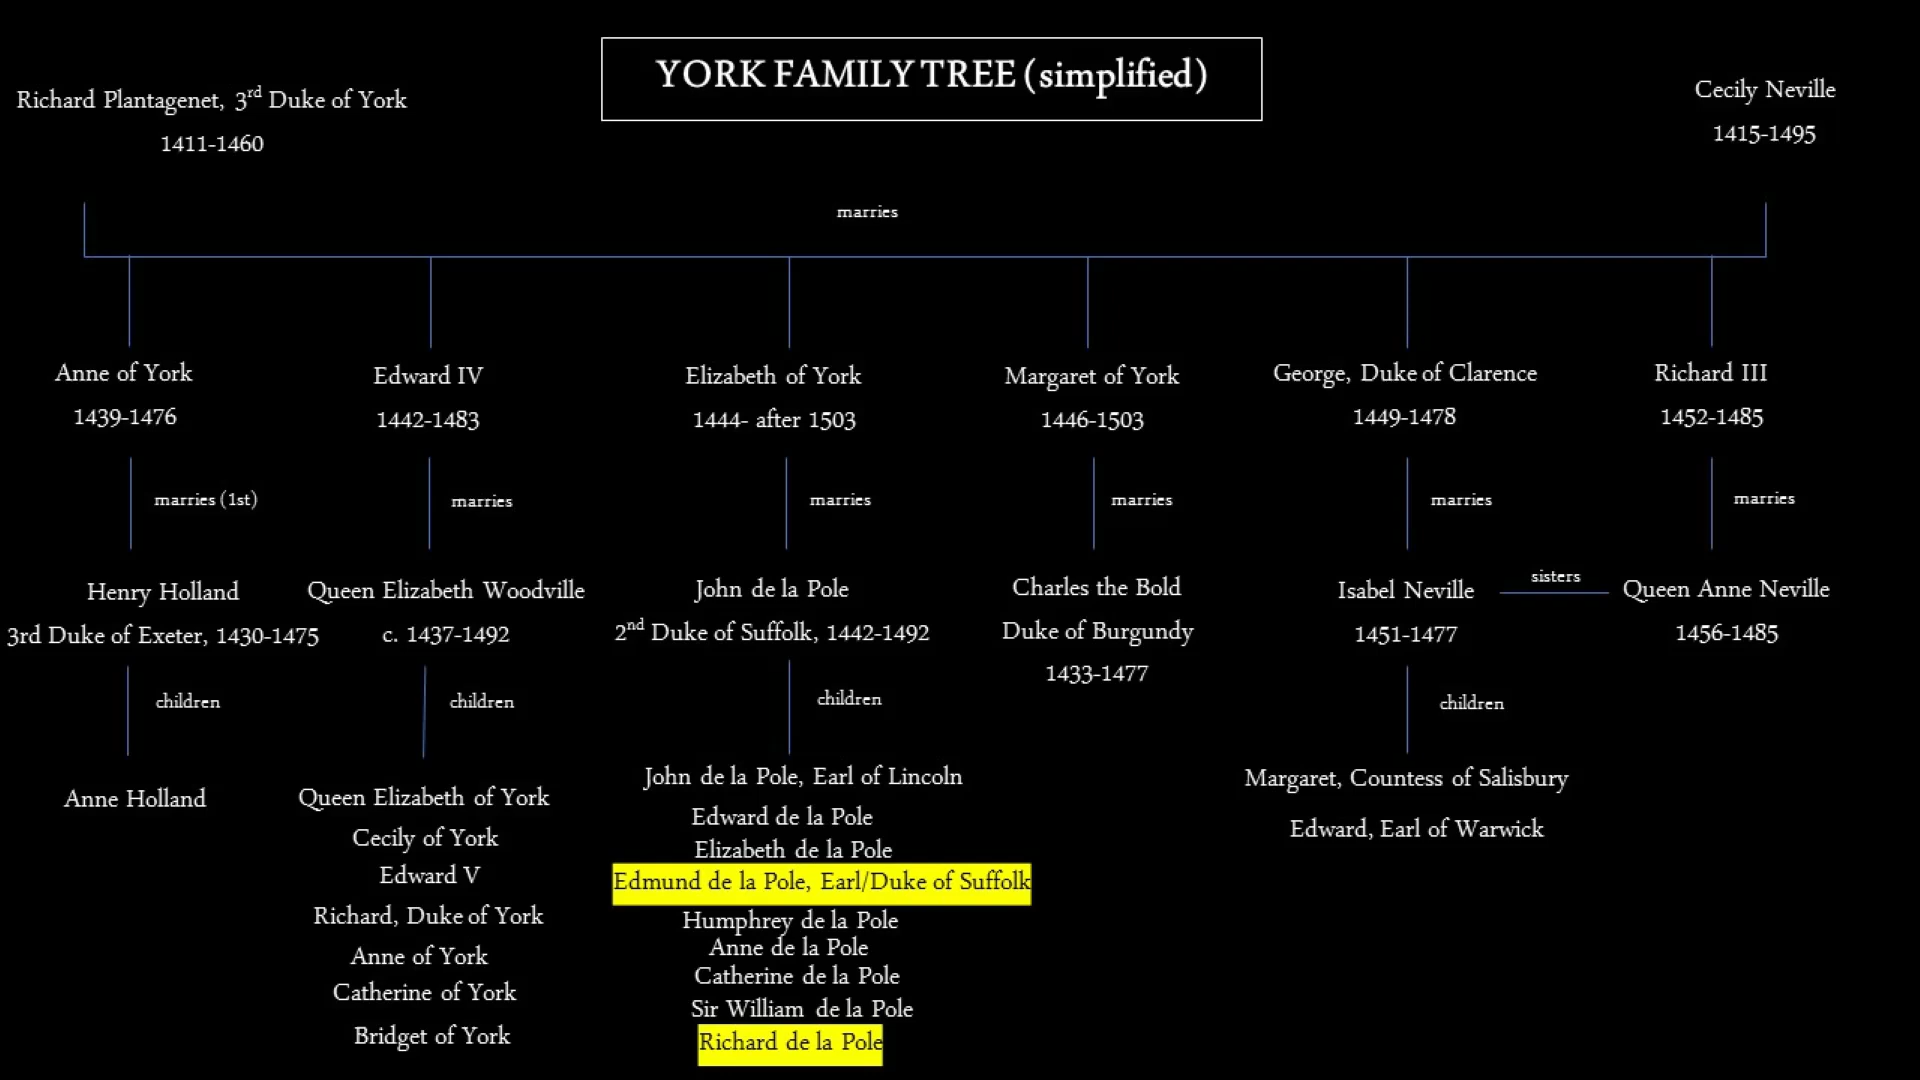 YORK FAMILY TREE (simplified)
Richard Plantagenet, 3rd Duke of York
1411-1460
Cecily Neville
1415-1495
marries
Anne of York
1439-1476
Edward IV
1442-1483
Elizabeth of York
1444- after 1503
Margaret of York
1446-1503
George, Duke of Clarence
1449-1478
Richard III
1452-1485
marries (1st)
marries
marries
marries
marries
marries
Henry Holland
3rd Duke of Exeter, 1430-1475
Queen Elizabeth Woodville
c. 1437-1492
John de la Pole
2nd Duke of Suffolk, 1442-1492
Charles the Bold
Duke of Burgundy
1433-1477
Isabel Neville
1451-1477
sisters
Queen Anne Neville
1456-1485
children
children
children
children
Anne Holland
Queen Elizabeth of York
Cecily of York
Edward V
Richard, Duke of York
Anne of York
Catherine of York
Bridget of York
John de la Pole, Earl of Lincoln
Edward de la Pole
Elizabeth de la Pole
Edmund de la Pole, Earl/Duke of Suffolk
Humphrey de la Pole
Anne de la Pole
Catherine de la Pole
Sir William de la Pole
Richard de la Pole
Margaret, Countess of Salisbury
Edward, Earl of Warwick